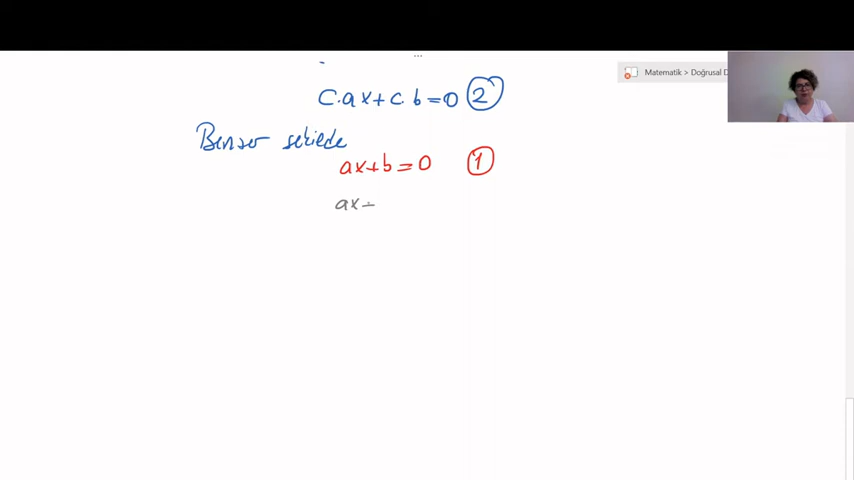 Matematik > Doğrusal D
C.ax+c.b=0 ②
Benzer şekilde
ax+b=0 ①
ax+